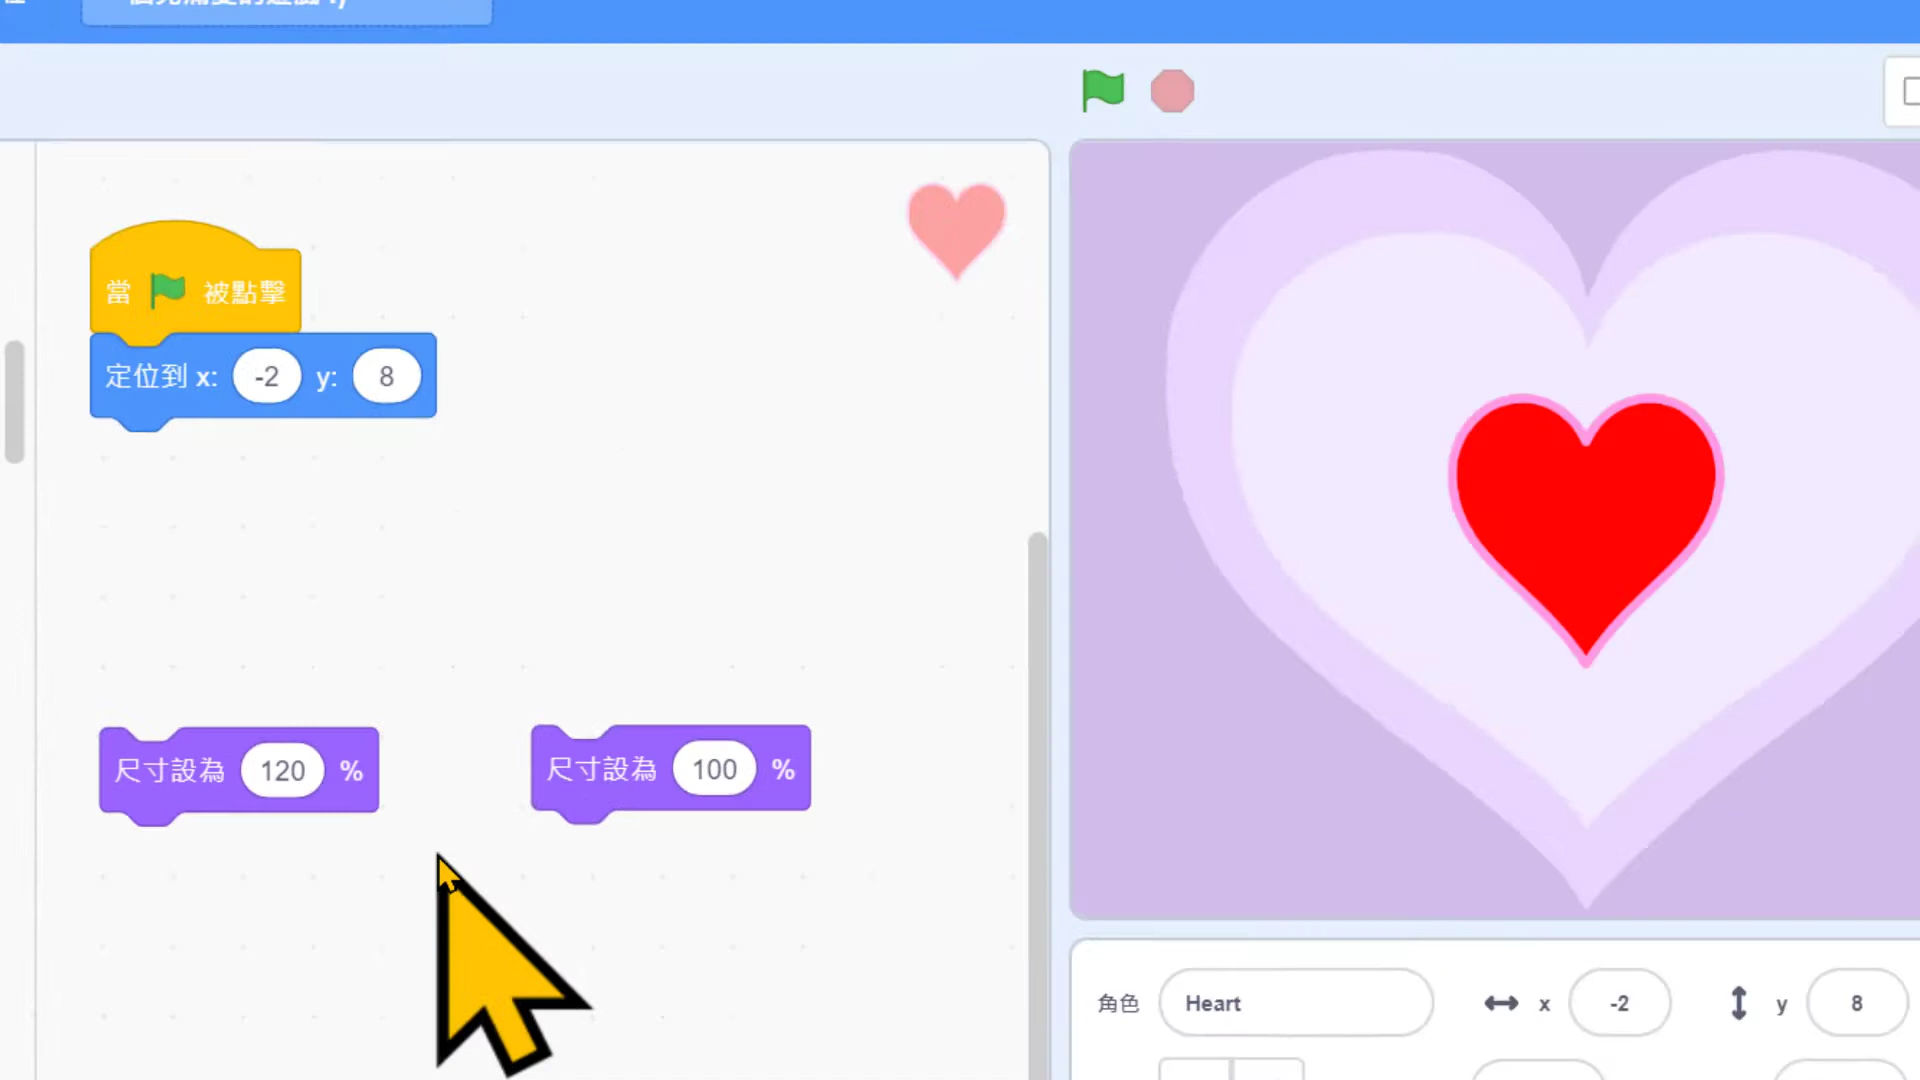 當 被點擊
定位到 x: -2 y: 8
尺寸設為 120 %
尺寸設為 100 %
角色 Heart x -2 y 8